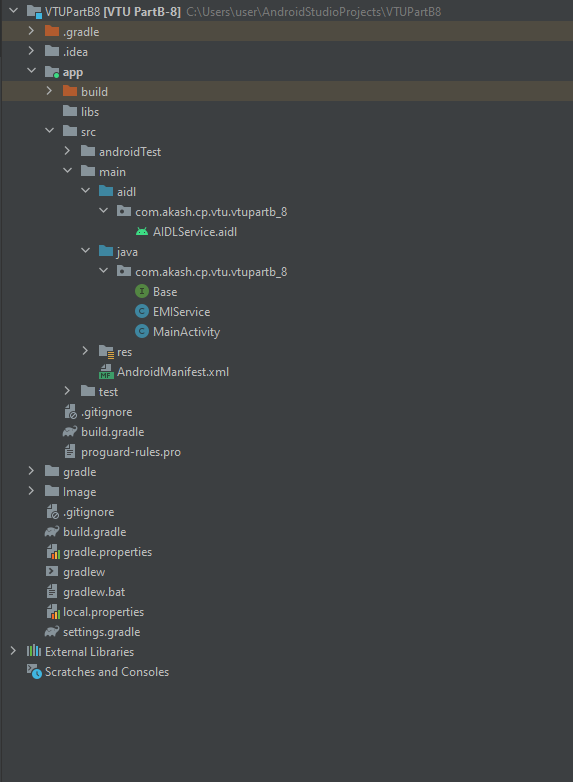 VTUPartB8 [VTU PartB-8] C:\Users\user\AndroidStudioProjects\VTUPartB8
.gradle
.idea
app
build
libs
src
androidTest
main
aidl
com.akash.cp.vtu.vtupartb_8
AIDLService.aidl
java
com.akash.cp.vtu.vtupartb_8
I Base
C EMIService
C MainActivity
res
MF AndroidManifest.xml
test
.gitignore
build.gradle
proguard-rules.pro
gradle
Image
.gitignore
build.gradle
gradle.properties
gradlew
gradlew.bat
local.properties
settings.gradle
External Libraries
Scratches and Consoles